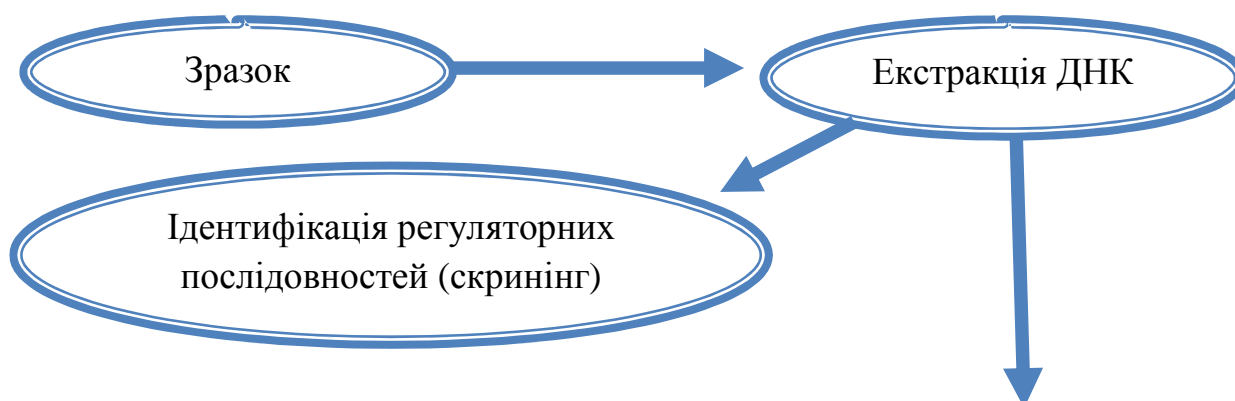 Зразок
Екстракція ДНК
Ідентифікація регуляторних
послідовностей (скринінг)